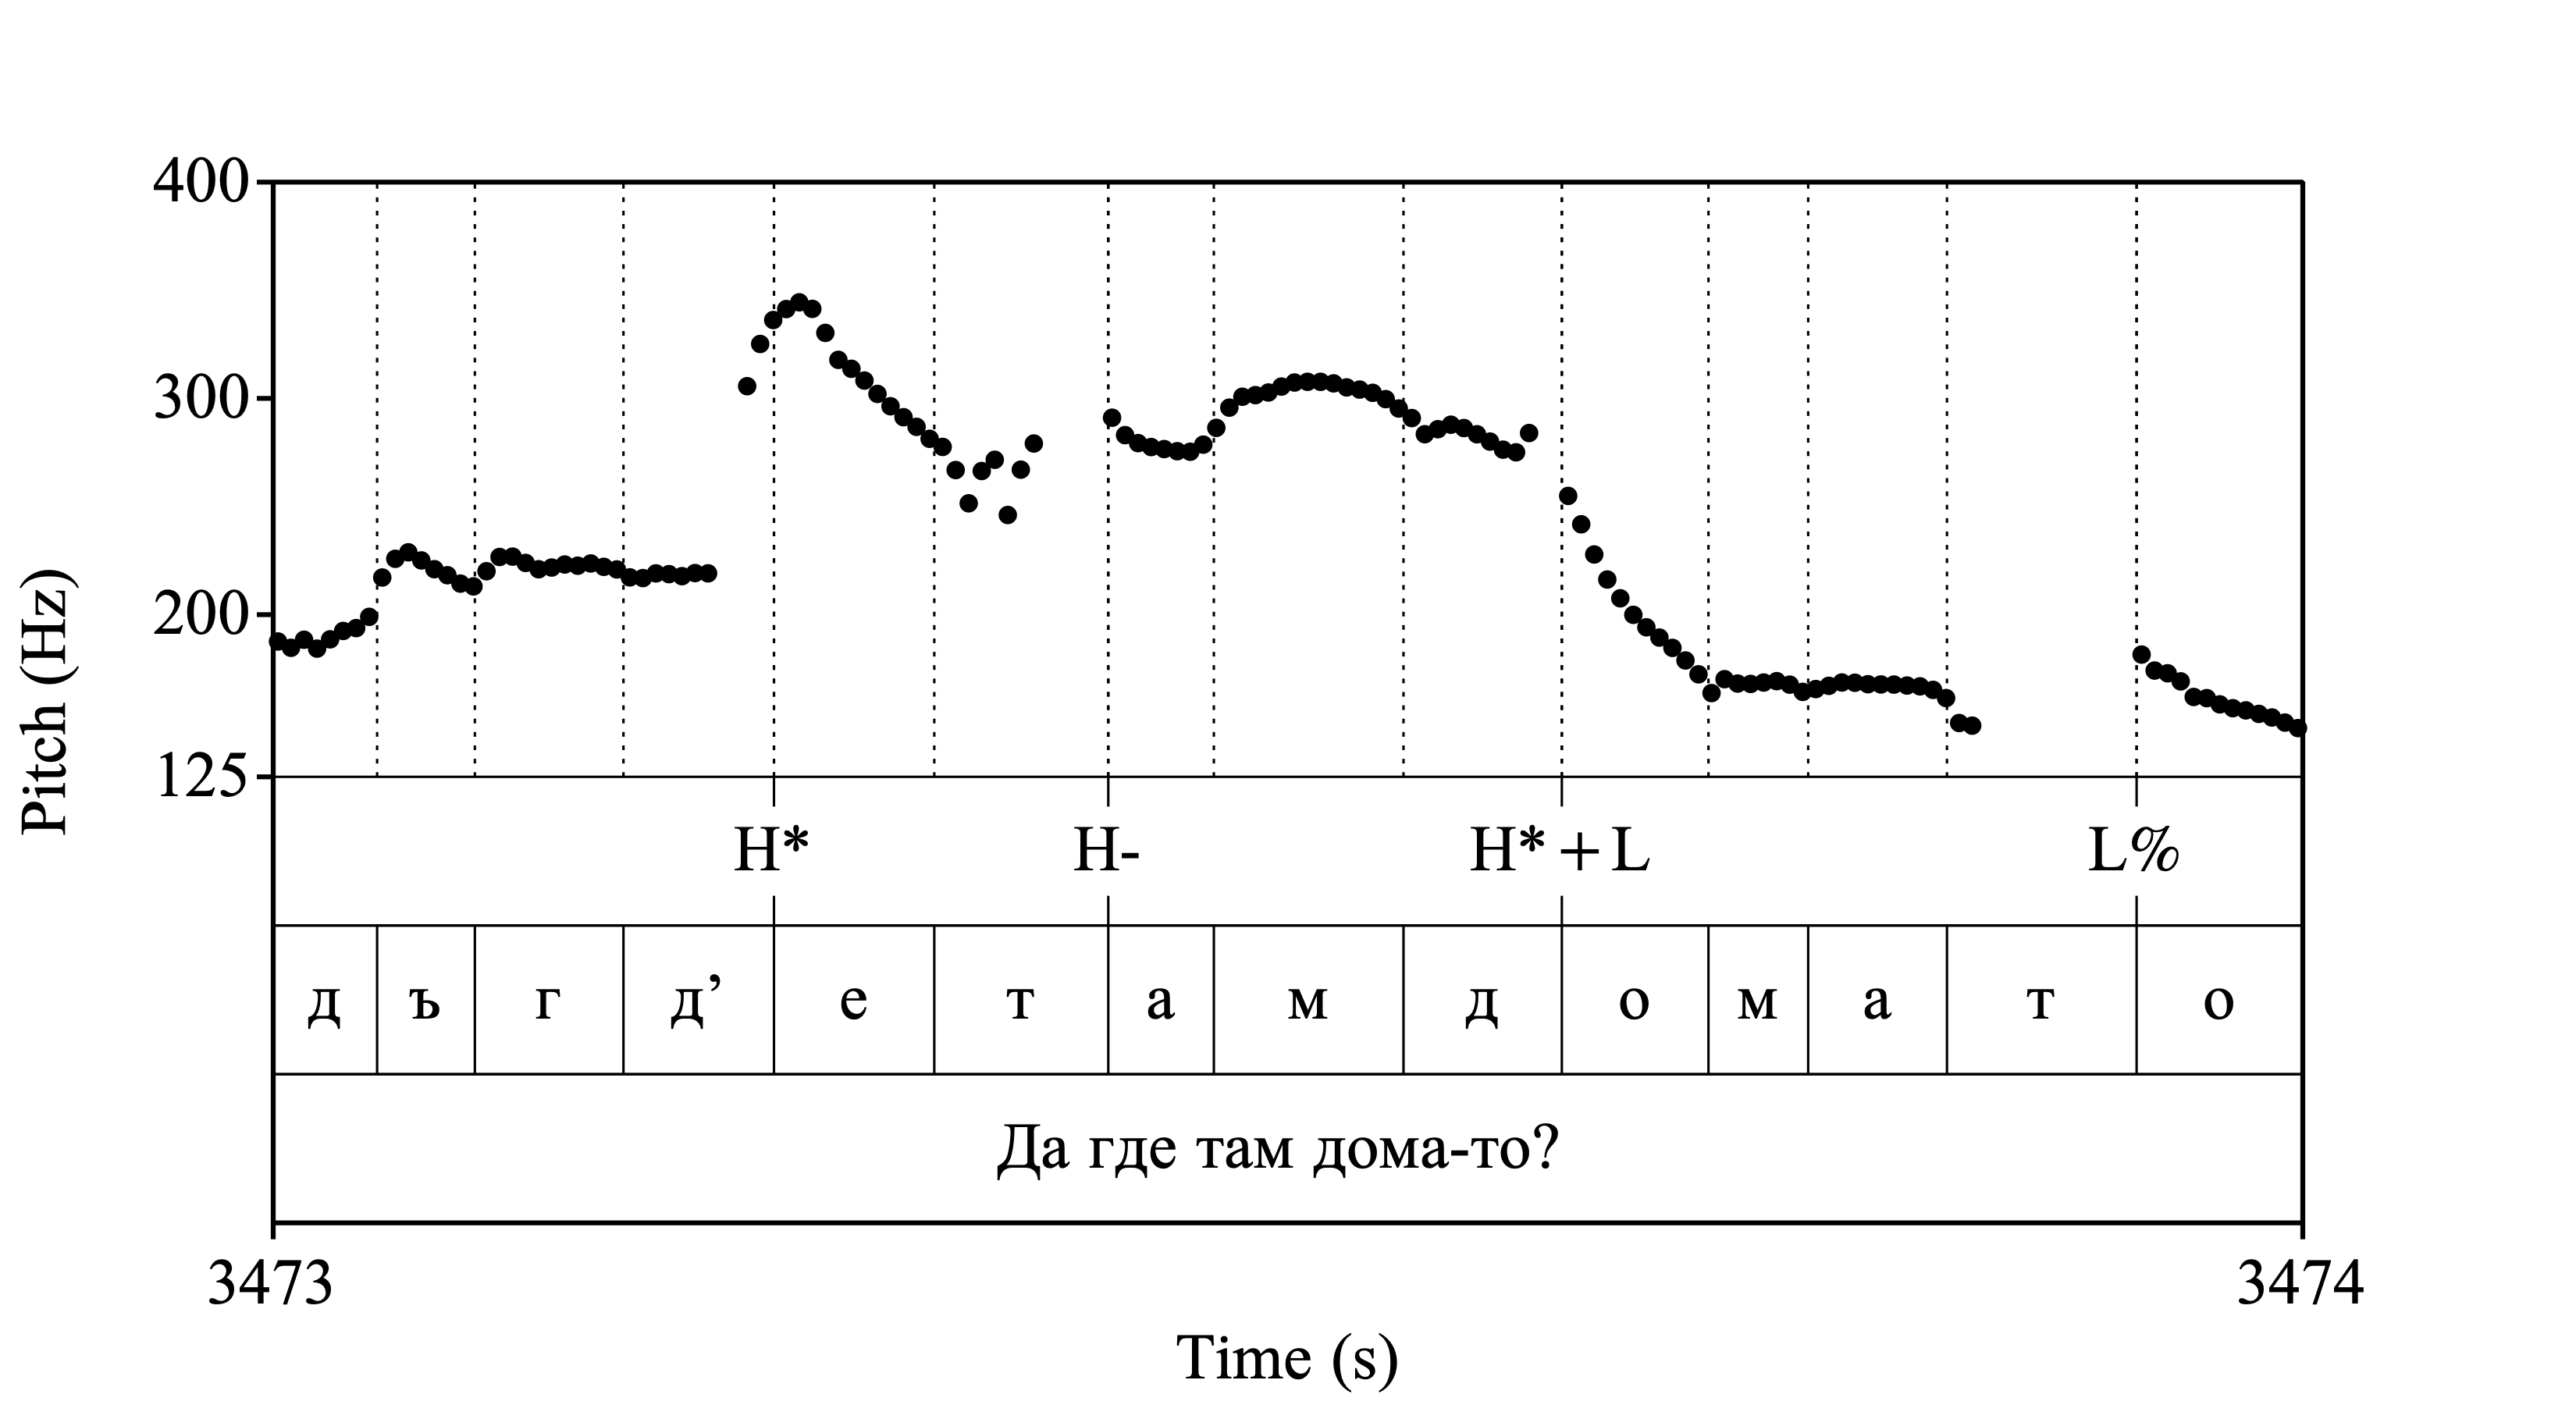 400
300
200
125
Pitch (Hz)
H* H- H*+L L%
д ъ г д’ е т а м д о м а т о
Да где там дома-то?
3473 3474
Time (s)